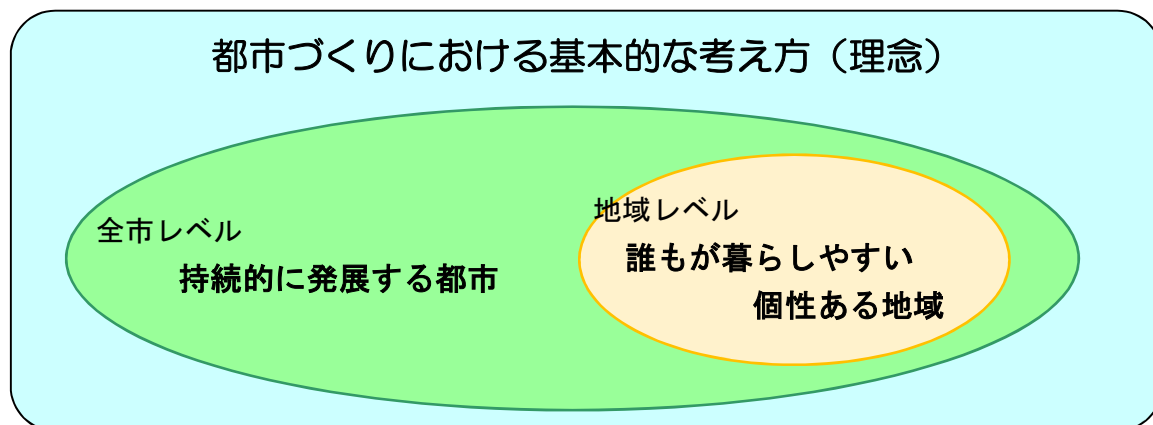 都市づくりにおける基本的な考え方（理念）
全市レベル
持続的に発展する都市
地域レベル
誰もが暮らしやすい
個性ある地域